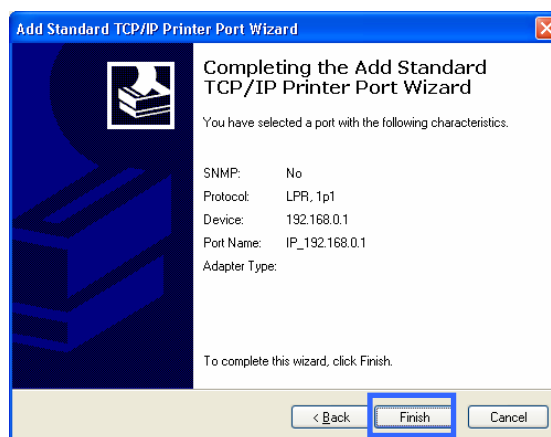 Add Standard TCP/IP Printer Port Wizard
Completing the Add Standard
TCP/IP Printer Port Wizard
You have selected a port with the following characteristics.
SNMP: No
Protocol: LPR, 1p1
Device: 192.168.0.1
Port Name: IP_192.168.0.1
Adapter Type:
To complete this wizard, click Finish.
< Back Finish Cancel